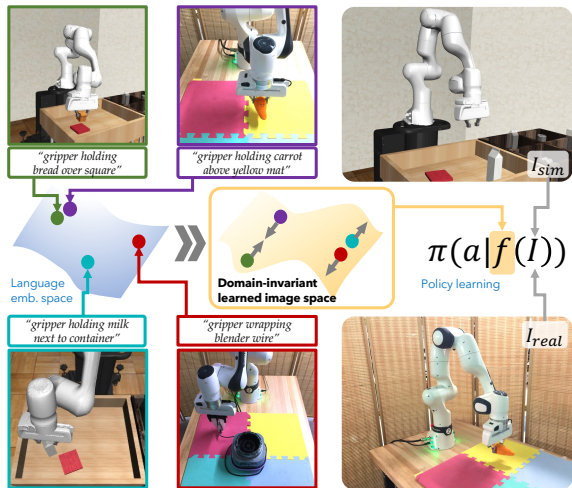 "gripper holding
bread over square"
"gripper holding carrot
above yellow mat"
I_sim
Language
emb. space
Domain-invariant
learned image space
π(a|f(I))
Policy learning
"gripper holding milk
next to container"
"gripper wrapping
blender wire"
I_real